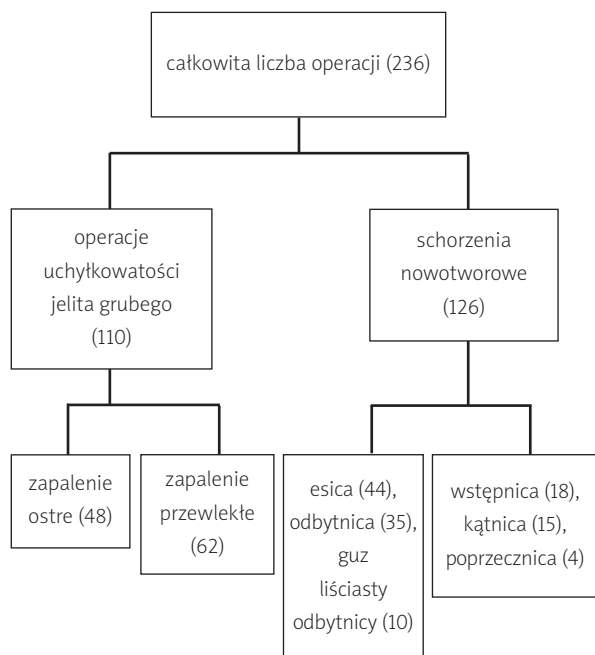 całkowita liczba operacji (236)
operacje
uchyłkowatości
jelita grubego
(110)
schorzenia
nowotworowe
(126)
zapalenie
ostre (48)
zapalenie
przewlekłe
(62)
esica (44),
odbytnica (35),
guz
liściasty
odbytnicy (10)
wstępnica (18),
kątnica (15),
poprzecznica (4)